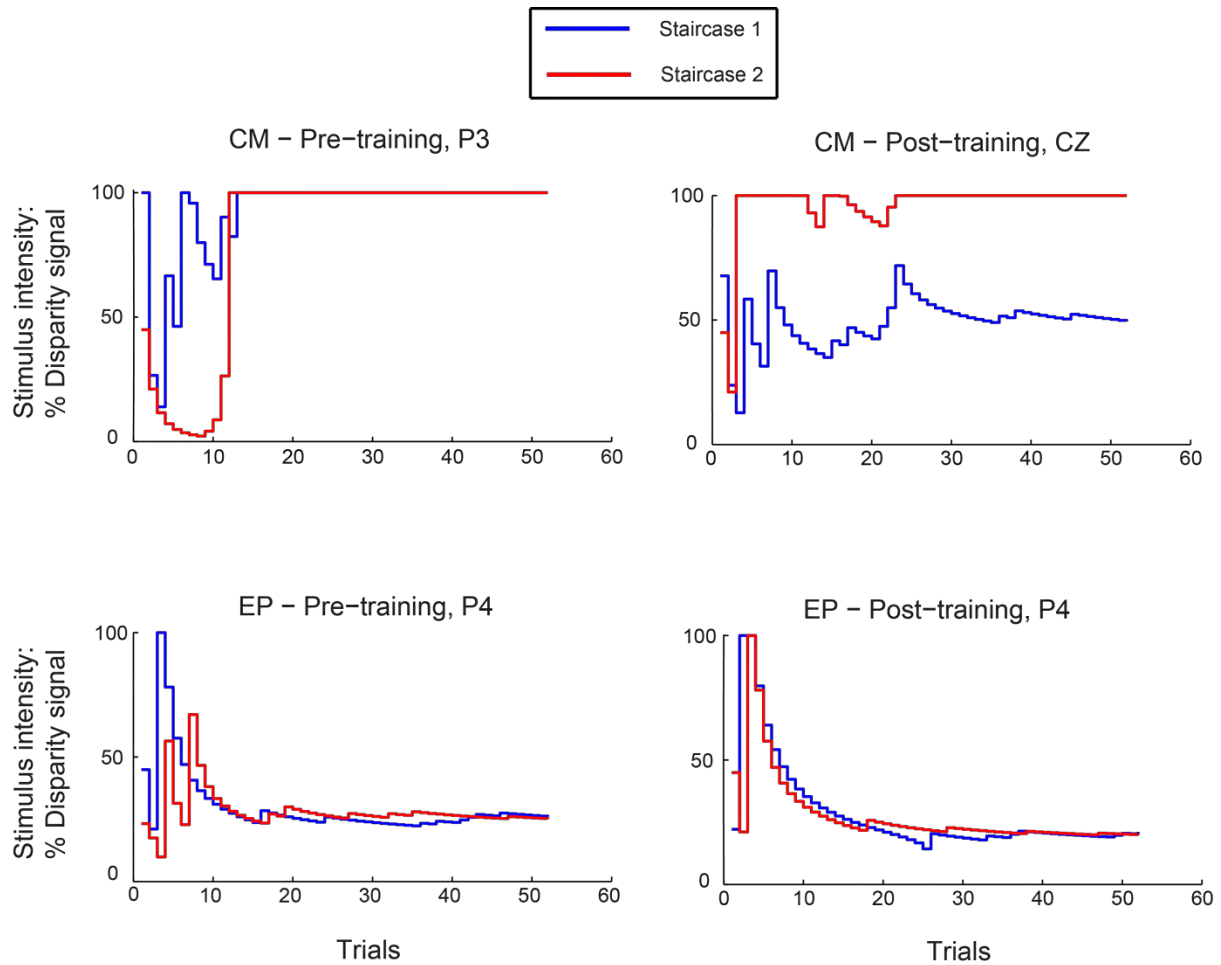 Staircase 1
Staircase 2
CM − Pre−training, P3
CM − Post−training, CZ
Stimulus intensity:
% Disparity signal
100
50
0
0 10 20 30 40 50 60
100
50
0
0 10 20 30 40 50 60
EP − Pre−training, P4
EP − Post−training, P4
Stimulus intensity:
% Disparity signal
100
50
0
0 10 20 30 40 50 60
100
50
0
0 10 20 30 40 50 60
Trials
Trials